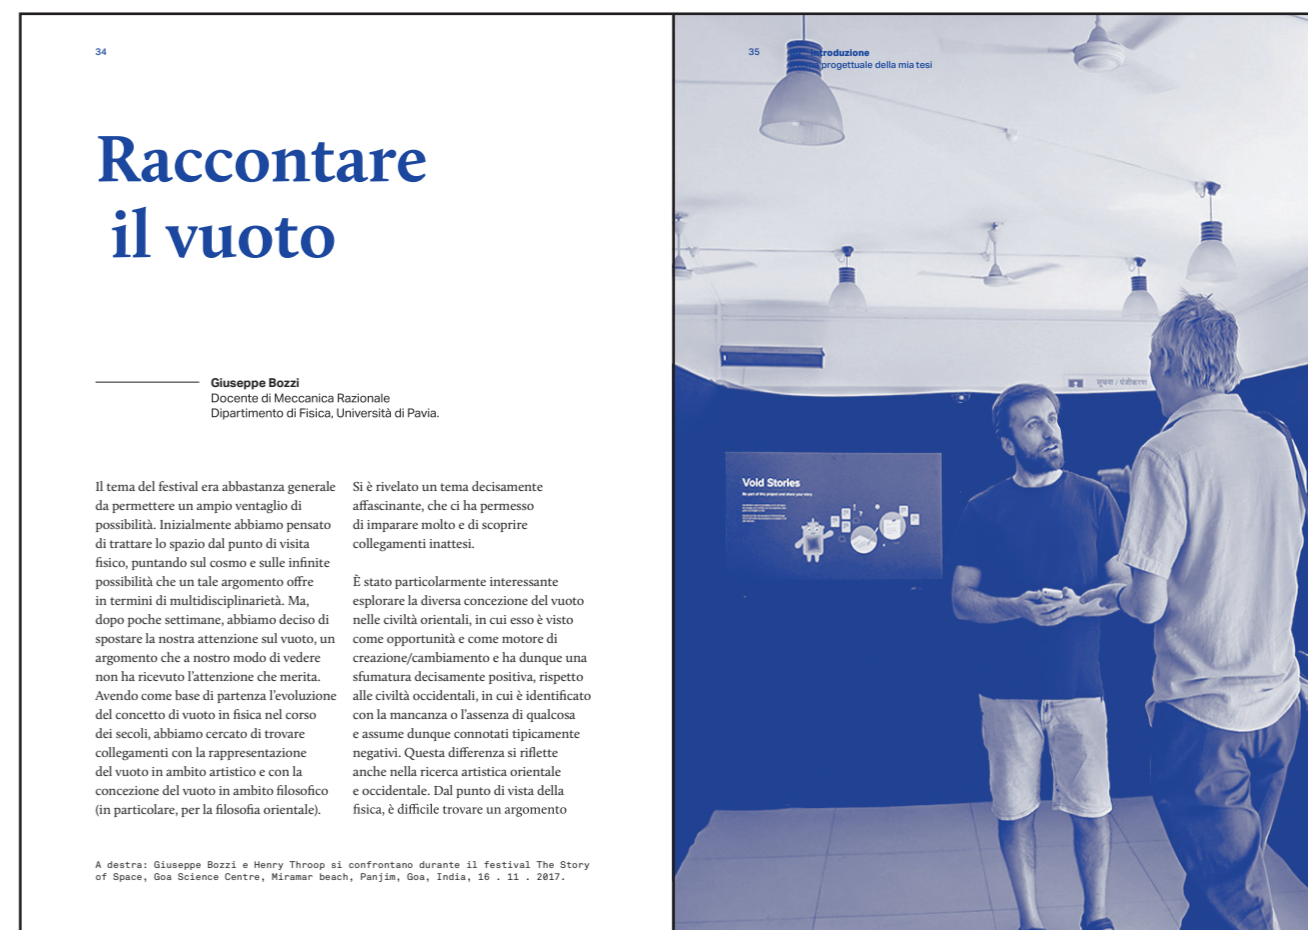 34
Raccontare
il vuoto
Giuseppe Bozzi
Docente di Meccanica Razionale
Dipartimento di Fisica, Università di Pavia.
Il tema del festival era abbastanza generale
da permettere un ampio ventaglio di
possibilità. Inizialmente abbiamo pensato
di trattare lo spazio dal punto di visita
fisico, puntando sul cosmo e sulle infinite
possibilità che un tale argomento offre
in termini di multidisciplinarietà. Ma,
dopo poche settimane, abbiamo deciso di
spostare la nostra attenzione sul vuoto, un
argomento che a nostro modo di vedere
non ha ricevuto l'attenzione che merita.
Avendo come base di partenza l'evoluzione
del concetto di vuoto in fisica nel corso
dei secoli, abbiamo cercato di trovare
collegamenti con la rappresentazione
del vuoto in ambito artistico e con la
concezione del vuoto in ambito filosofico
(in particolare, per la filosofia orientale).
Si è rivelato un tema decisamente
affascinante, che ci ha permesso
di imparare molto e di scoprire
collegamenti inattesi.
È stato particolarmente interessante
esplorare la diversa concezione del vuoto
nelle civiltà orientali, in cui esso è visto
come opportunità e come motore di
creazione/cambiamento e ha dunque una
sfumatura decisamente positiva, rispetto
alle civiltà occidentali, in cui è identificato
con la mancanza o l'assenza di qualcosa
e assume dunque connotati tipicamente
negativi. Questa differenza si riflette
anche nella ricerca artistica orientale
e occidentale. Dal punto di vista della
fisica, è difficile trovare un argomento
A destra: Giuseppe Bozzi e Henry Throop si confrontano durante il festival The Story
of Space, Goa Science Centre, Miramar beach, Panjim, Goa, India, 16 . 11 . 2017.
35
Introduzione
progettuale della mia tesi
सूचना / पंजीकरण
Void Stories
Be part of this project and share your story